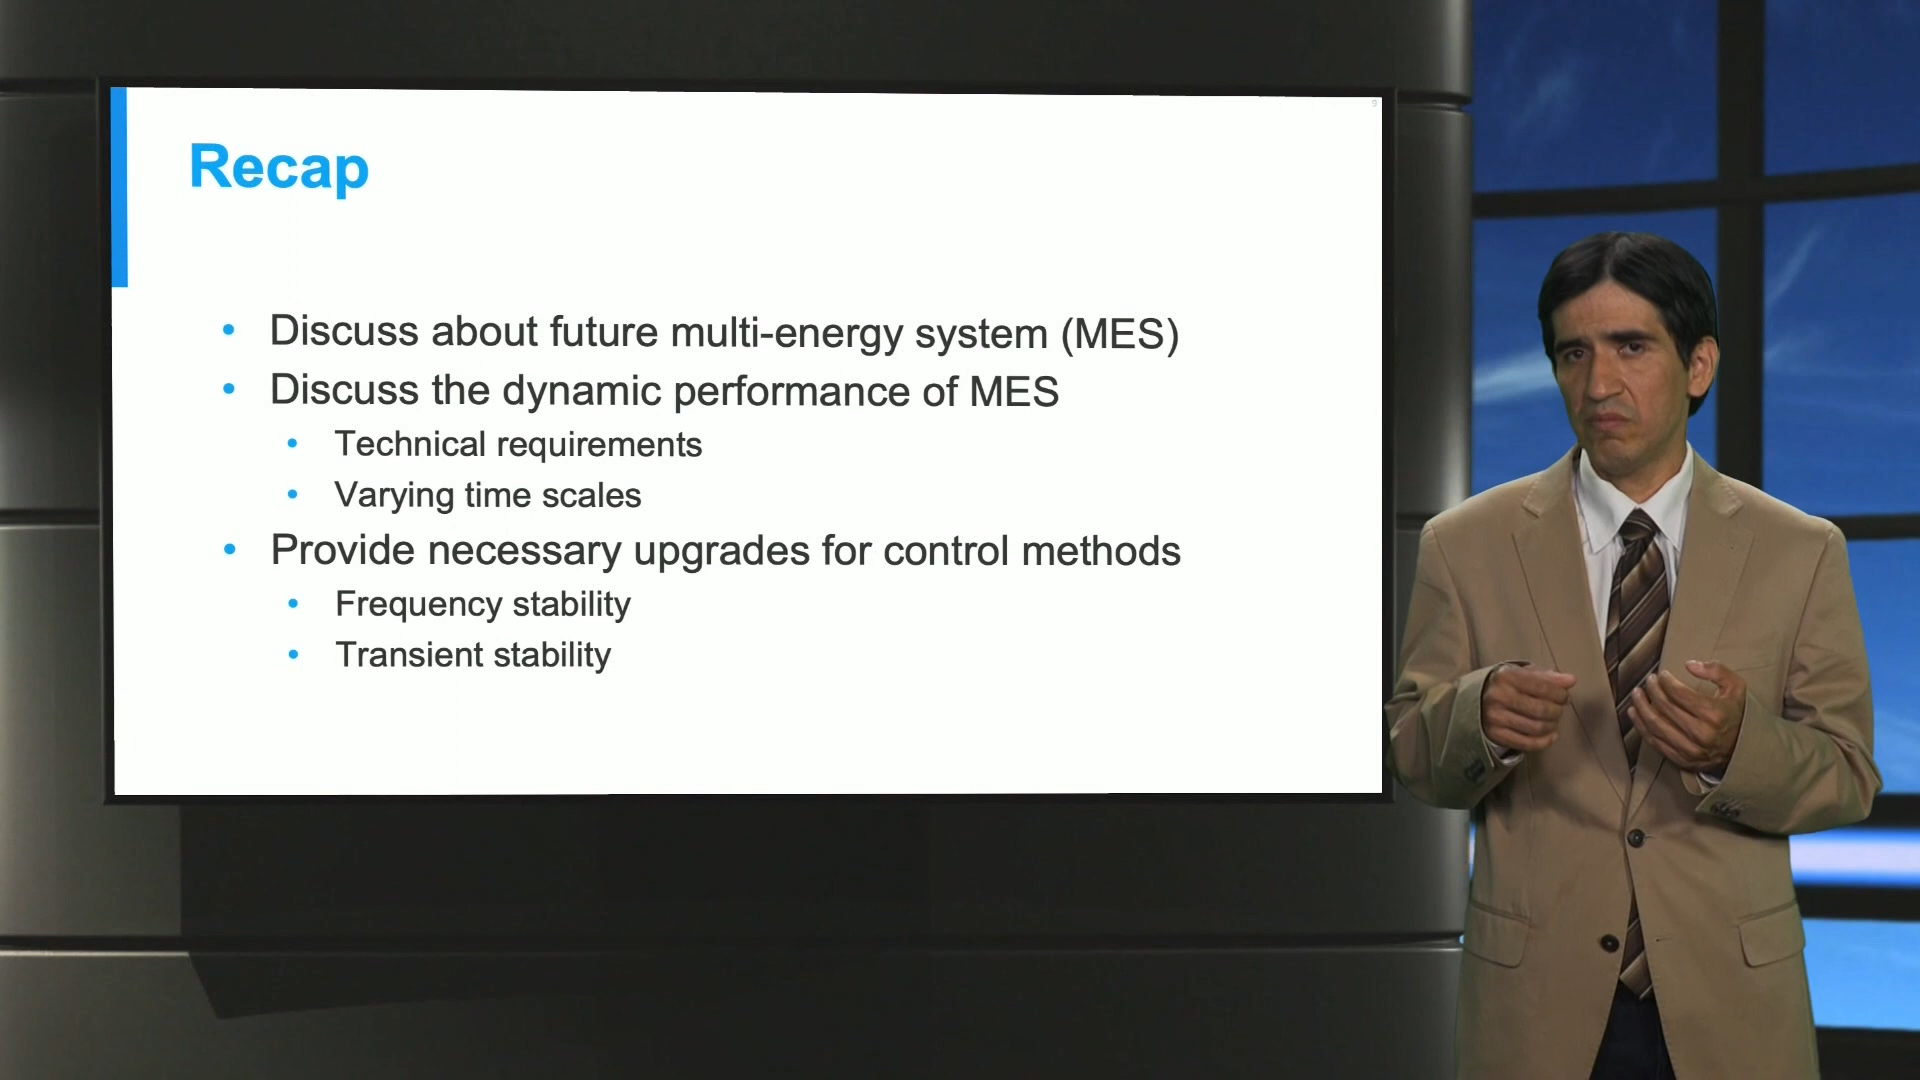 9
Recap
• Discuss about future multi-energy system (MES)
• Discuss the dynamic performance of MES
• Technical requirements
• Varying time scales
• Provide necessary upgrades for control methods
• Frequency stability
• Transient stability